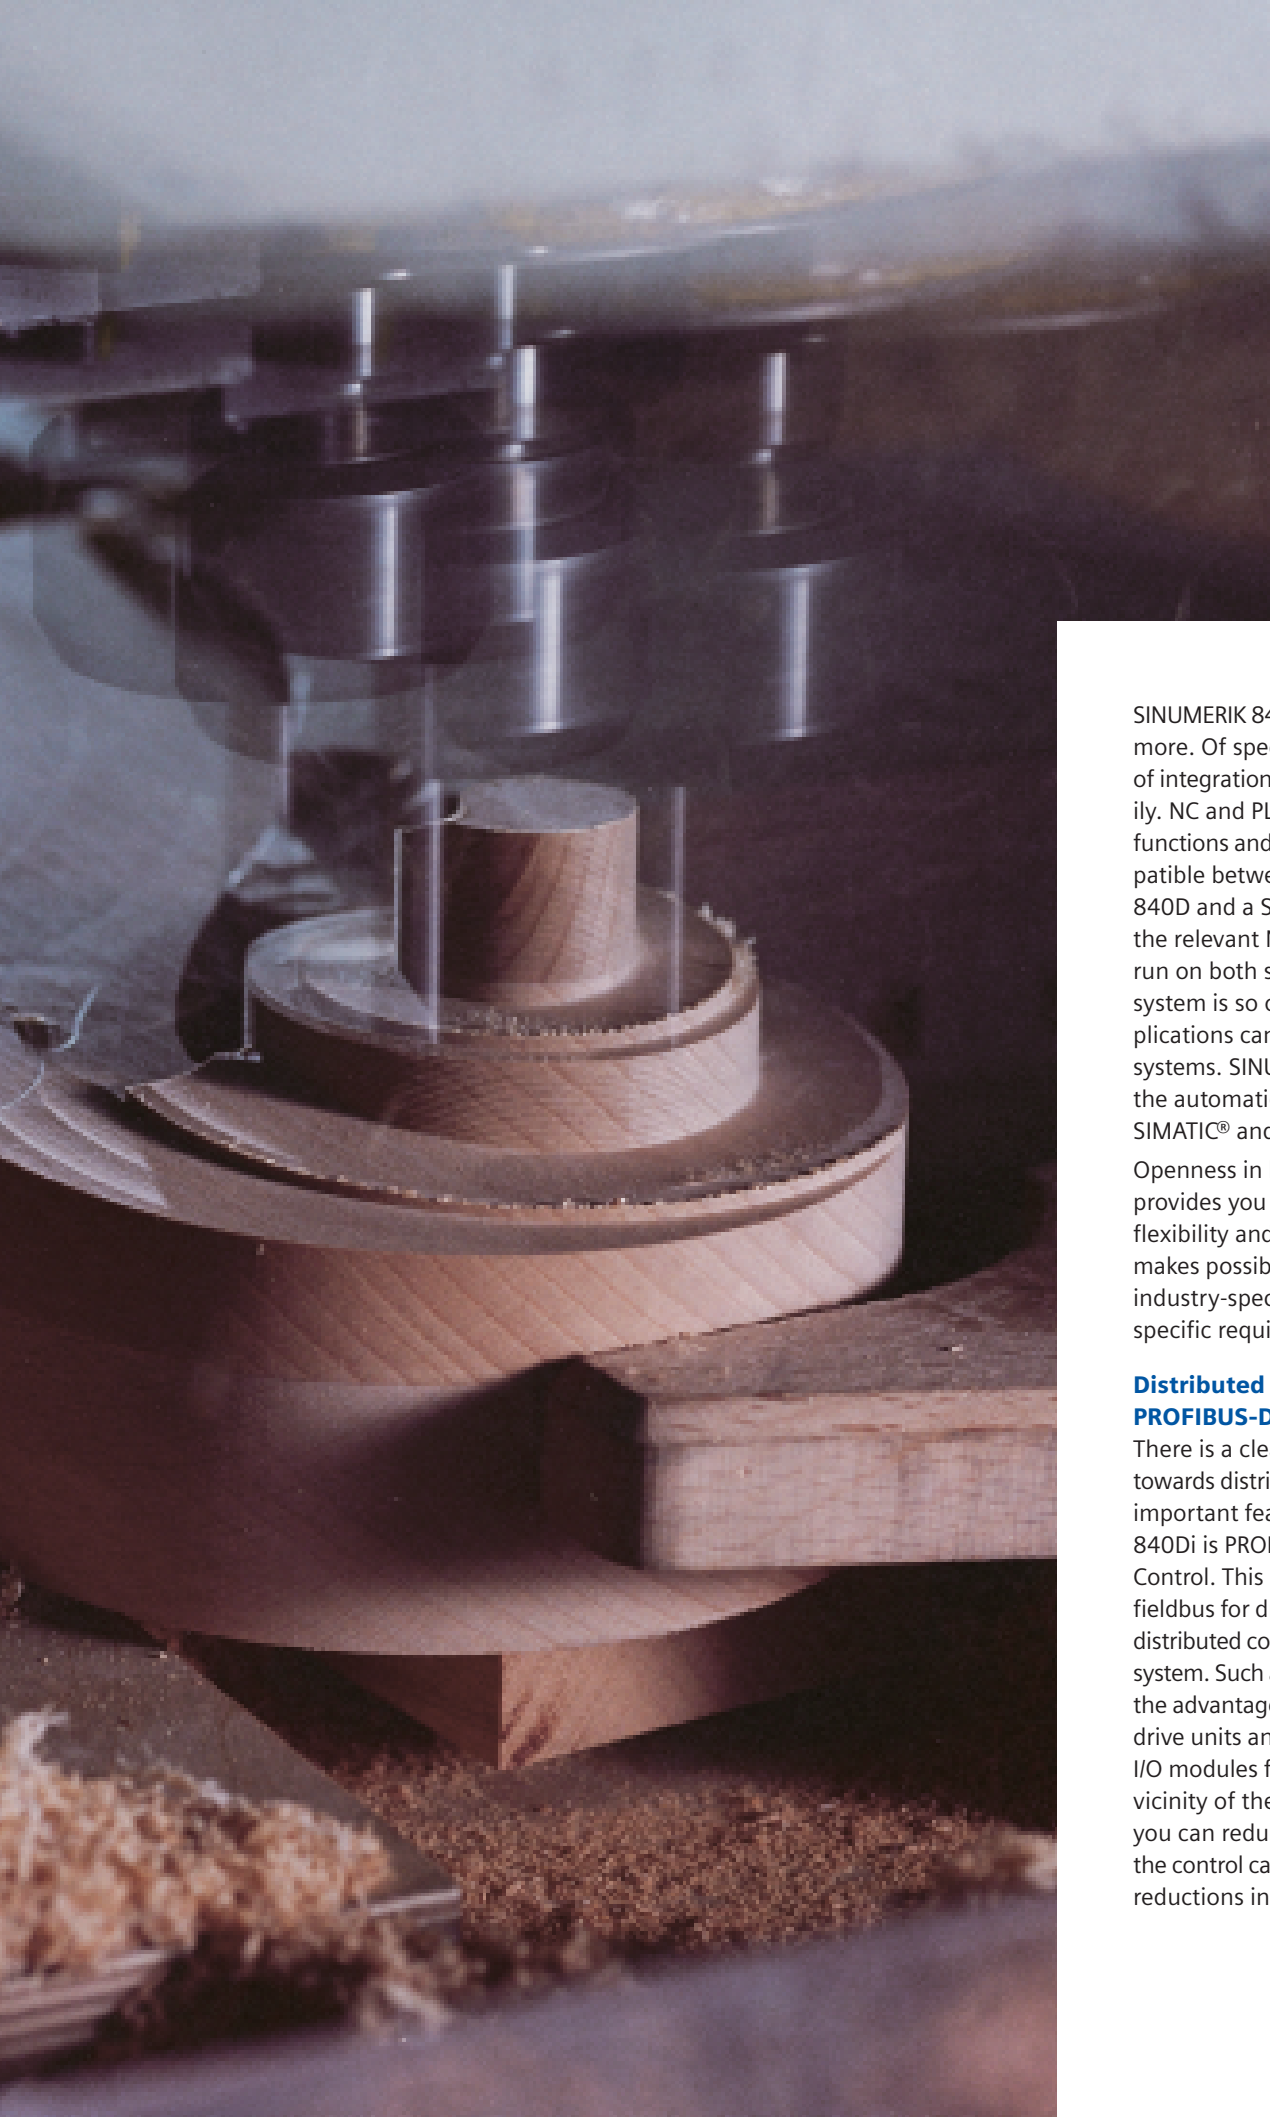 SINUMERIK 84
more. Of spe
of integration
ily. NC and PL
functions and
patible betwe
840D and a S
the relevant
run on both s
system is so
plications can
systems. SINU
the automati
SIMATIC® and
Openness in
provides you
flexibility and
makes possib
industry-spec
specific requi
Distributed
PROFIBUS-D
There is a cle
towards distri
important fea
840Di is PROF
Control. This
fieldbus for d
distributed co
system. Such
the advantage
drive units an
I/O modules f
vicinity of the
you can redu
the control ca
reductions in